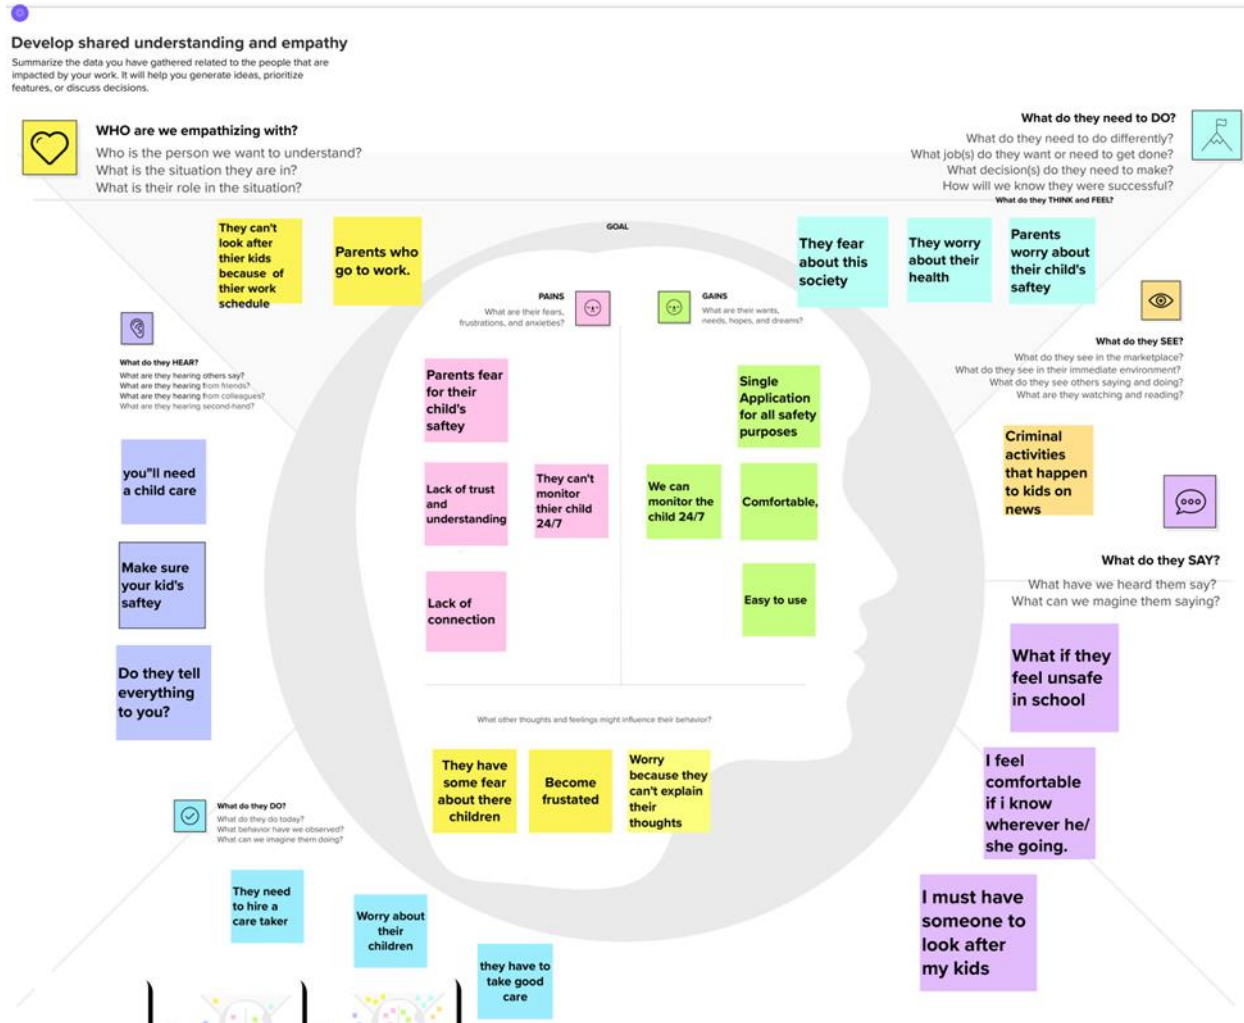 Develop shared understanding and empathy
Summarize the data you have gathered related to the people that are
impacted by your work. It will help you generate ideas, prioritize
features, or discuss decisions.
WHO are we empathizing with?
Who is the person we want to understand?
What is the situation they are in?
What is their role in the situation?
What do they need to DO?
What do they need to do differently?
What job(s) do they want or need to get done?
What decision(s) do they need to make?
How will we know they were successful?
What do they THINK and FEEL?
They can't
look after
thier kids
because of
thier work
schedule
Parents who
go to work.
GOAL
They fear
about this
society
They worry
about their
health
Parents
worry about
their child's
saftey
PAINS
What are their fears,
frustrations, and anxieties?
GAINS
What are their wants,
needs, hopes, and dreams?
What do they HEAR?
What are they hearing others say?
What are they hearing from friends?
What are they hearing from colleagues?
What are they hearing second-hand?
What do they SEE?
What do they see in the marketplace?
What do they see in their immediate environment?
What do they see others saying and doing?
What are they watching and reading?
Parents fear
for their
child's
saftey
Single
Application
for all safety
purposes
you"ll need
a child care
Lack of trust
and
understanding
They can't
monitor
thier child
24/7
We can
monitor the
child 24/7
Comfortable,
Criminal
activities
that happen
to kids on
news
Make sure
your kid's
saftey
Lack of
connection
Easy to use
What do they SAY?
What have we heard them say?
What can we magine them saying?
Do they tell
everything
to you?
What if they
feel unsafe
in school
What other thoughts and feelings might influence their behavior?
They have
some fear
about there
children
Become
frustated
Worry
because they
can't explain
their
thoughts
I feel
comfortable
if i know
wherever he/
she going.
What do they DO?
What do they do today?
What behavior have we observed?
What can we imagine them doing?
They need
to hire a
care taker
Worry about
their
children
they have to
take good
care
I must have
someone to
look after
my kids